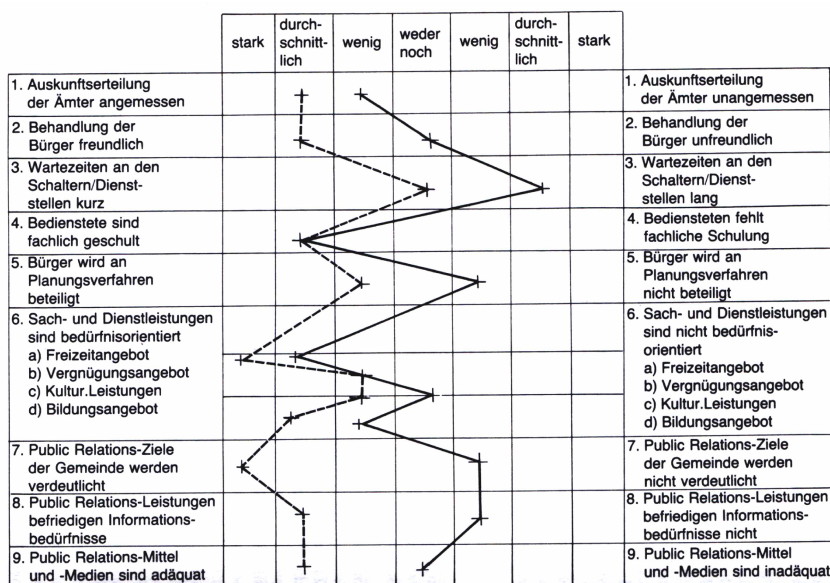 stark
durch-
schnitt-
lich
wenig
weder
noch
wenig
durch-
schnitt-
lich
stark
1. Auskunftserteilung
der Ämter angemessen
2. Behandlung der
Bürger freundlich
3. Wartezeiten an den
Schaltern/Dienst-
stellen kurz
4. Bedienstete sind
fachlich geschult
5. Bürger wird an
Planungsverfahren
beteiligt
6. Sach- und Dienstleistungen
sind bedürfnisorientiert
a) Freizeitangebot
b) Vergnügungsangebot
c) Kultur.Leistungen
d) Bildungsangebot
7. Public Relations-Ziele
der Gemeinde werden
verdeutlicht
8. Public Relations-Leistungen
befriedigen Informations-
bedürfnisse
9. Public Relations-Mittel
und -Medien sind adäquat
1. Auskunftserteilung
der Ämter unangemessen
2. Behandlung der
Bürger unfreundlich
3. Wartezeiten an den
Schaltern/Dienst-
stellen lang
4. Bediensteten fehlt
fachliche Schulung
5. Bürger wird an
Planungsverfahren
nicht beteiligt
6. Sach- und Dienstleistungen
sind nicht bedürfnis-
orientiert
a) Freizeitangebot
b) Vergnügungsangebot
c) Kultur.Leistungen
d) Bildungsangebot
7. Public Relations-Ziele
der Gemeinde werden
nicht verdeutlicht
8. Public Relations-Leistungen
befriedigen Informations-
bedürfnisse nicht
9. Public Relations-Mittel
und -Medien sind inadäquat